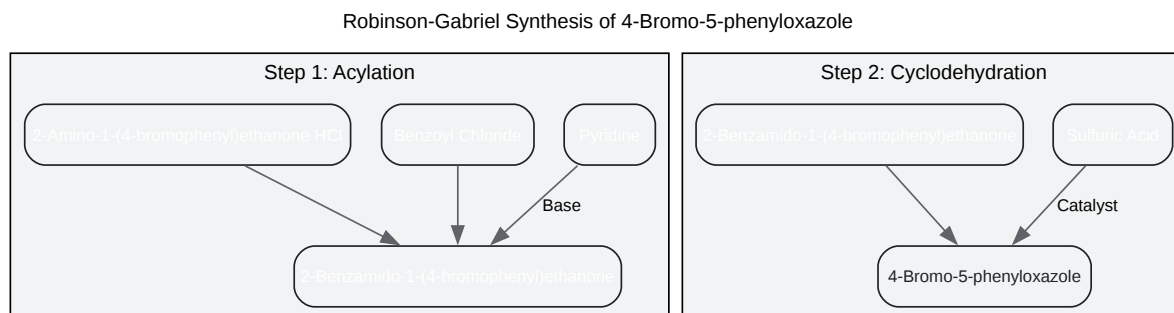 Robinson-Gabriel Synthesis of 4-Bromo-5-phenyloxazole
Step 1: Acylation
2-Amino-1-(4-bromophenyl)ethanone HCl
Benzoyl Chloride
Pyridine
Base
2-Benzamido-1-(4-bromophenyl)ethanone
Step 2: Cyclodehydration
2-Benzamido-1-(4-bromophenyl)ethanone
Sulfuric Acid
Catalyst
4-Bromo-5-phenyloxazole